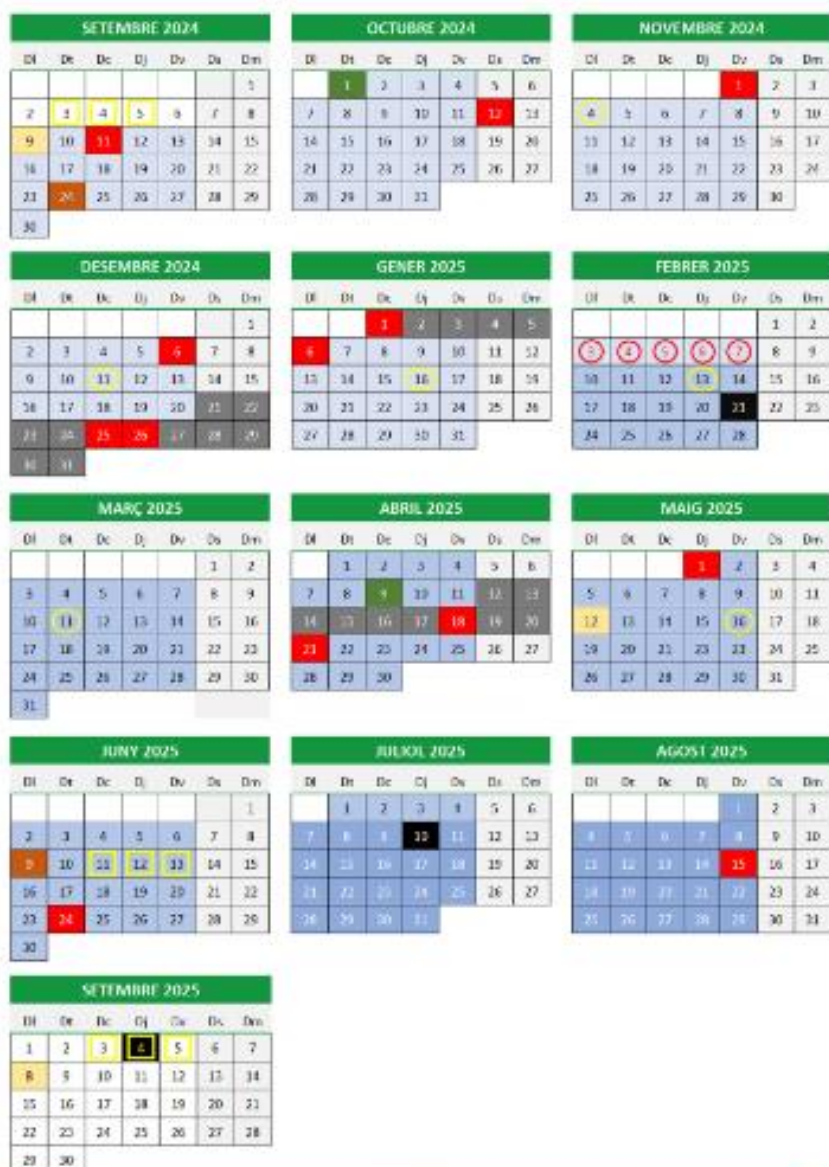 SETEMBRE 2024
Dl Dt Dc Dj Dv Ds Dm
1
2 3 4 5 6 7 8
9 10 11 12 13 14 15
16 17 18 19 20 21 22
23 24 25 26 27 28 29
30
OCTUBRE 2024
Dl Dt Dc Dj Dv Ds Dm
1 2 3 4 5 6
7 8 9 10 11 12 13
14 15 16 17 18 19 20
21 22 23 24 25 26 27
28 29 30 31
NOVEMBRE 2024
Dl Dt Dc Dj Dv Ds Dm
1 2 3
4 5 6 7 8 9 10
11 12 13 14 15 16 17
18 19 20 21 22 23 24
25 26 27 28 29 30
DESEMBRE 2024
Dl Dt Dc Dj Dv Ds Dm
1
2 3 4 5 6 7 8
9 10 11 12 13 14 15
16 17 18 19 20 21 22
23 24 25 26 27 28 29
30 31
GENER 2025
Dl Dt Dc Dj Dv Ds Dm
1 2 3 4 5
6 7 8 9 10 11 12
13 14 15 16 17 18 19
20 21 22 23 24 25 26
27 28 29 30 31
FEBRER 2025
Dl Dt Dc Dj Dv Ds Dm
1 2
3 4 5 6 7 8 9
10 11 12 13 14 15 16
17 18 19 20 21 22 23
24 25 26 27 28
MARÇ 2025
Dl Dt Dc Dj Dv Ds Dm
1 2
3 4 5 6 7 8 9
10 11 12 13 14 15 16
17 18 19 20 21 22 23
24 25 26 27 28 29 30
31
ABRIL 2025
Dl Dt Dc Dj Dv Ds Dm
1 2 3 4 5 6
7 8 9 10 11 12 13
14 15 16 17 18 19 20
21 22 23 24 25 26 27
28 29 30
MAIG 2025
Dl Dt Dc Dj Dv Ds Dm
1 2 3 4
5 6 7 8 9 10 11
12 13 14 15 16 17 18
19 20 21 22 23 24 25
26 27 28 29 30 31
JUNY 2025
Dl Dt Dc Dj Dv Ds Dm
1
2 3 4 5 6 7 8
9 10 11 12 13 14 15
16 17 18 19 20 21 22
23 24 25 26 27 28 29
30
JULIOL 2025
Dl Dt Dc Dj Dv Ds Dm
1 2 3 4 5 6
7 8 9 10 11 12 13
14 15 16 17 18 19 20
21 22 23 24 25 26 27
28 29 30 31
AGOST 2025
Dl Dt Dc Dj Dv Ds Dm
1 2 3
4 5 6 7 8 9 10
11 12 13 14 15 16 17
18 19 20 21 22 23 24
25 26 27 28 29 30 31
SETEMBRE 2025
Dl Dt Dc Dj Dv Ds Dm
1 2 3 4 5 6 7
8 9 10 11 12 13 14
15 16 17 18 19 20 21
22 23 24 25 26 27 28
29 30